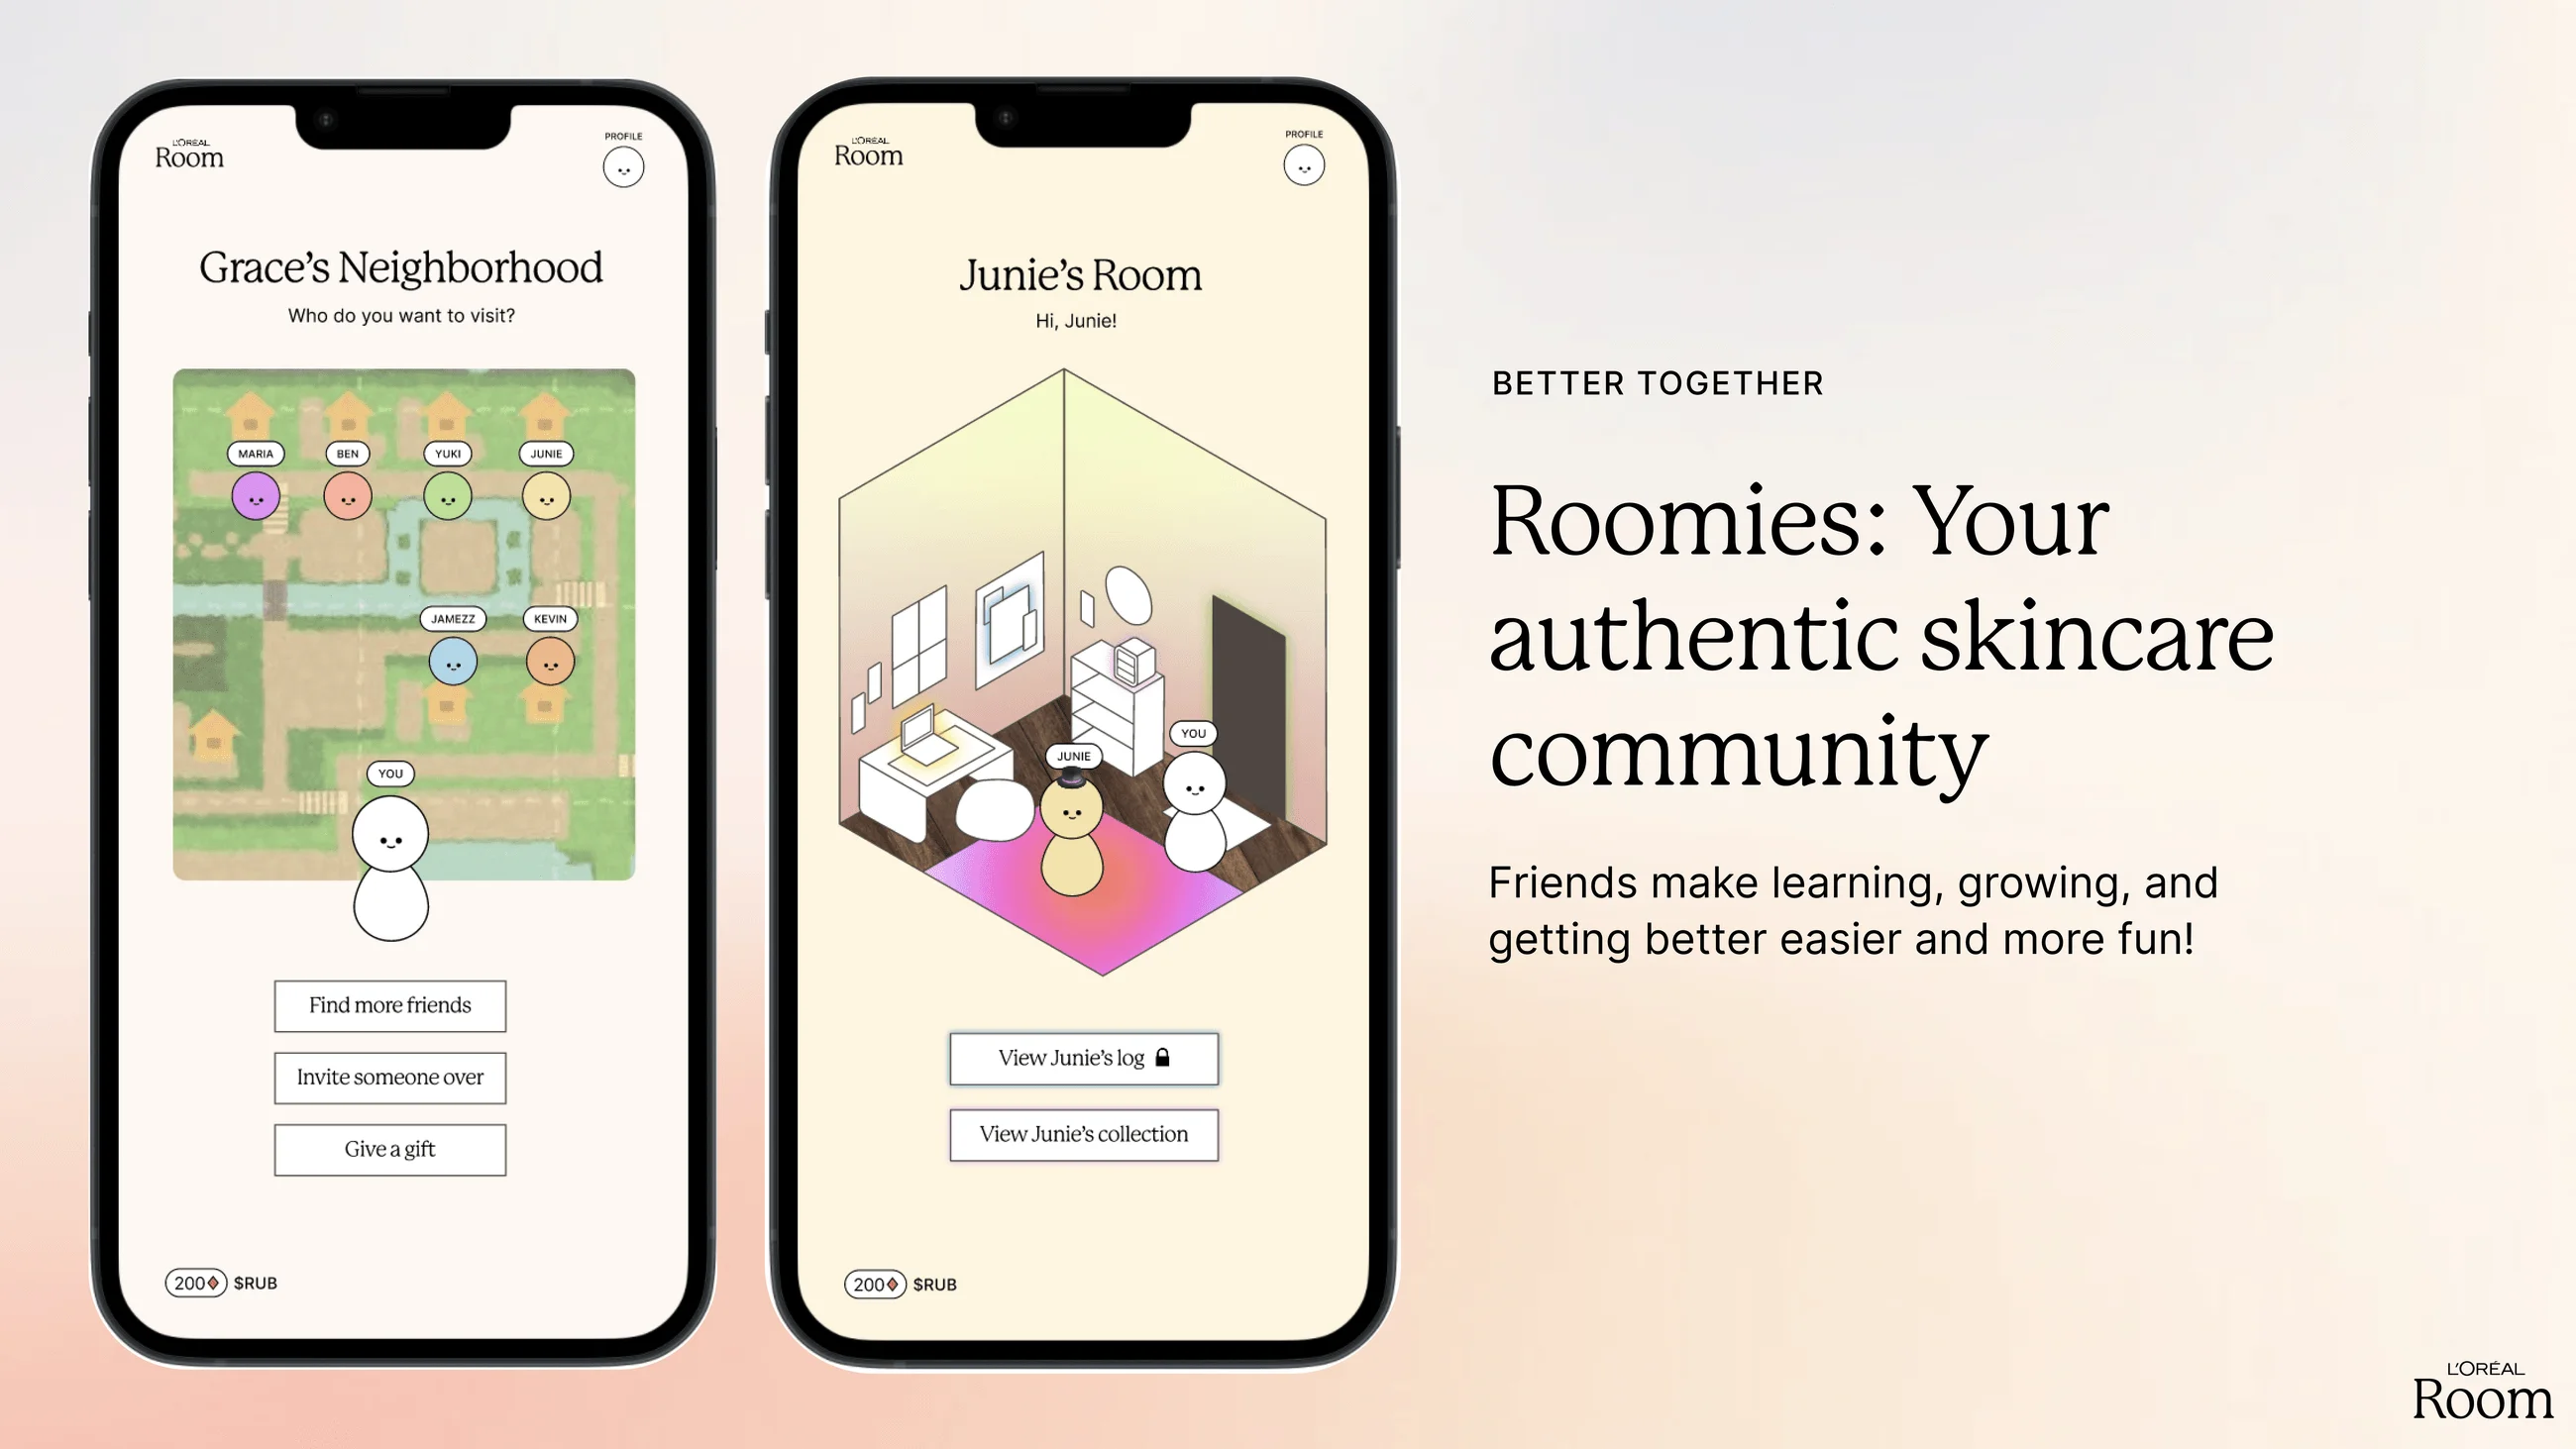 L'ORÉAL
Room
PROFILE
Grace's Neighborhood
Who do you want to visit?
MARIA
BEN
YUKI
JUNIE
JAMEZZ
KEVIN
YOU
Find more friends
Invite someone over
Give a gift
200 $RUB
L'ORÉAL
Room
PROFILE
Junie's Room
Hi, Junie!
YOU
JUNIE
View Junie's log
View Junie's collection
200 $RUB
BETTER TOGETHER
Roomies: Your
authentic skincare
community
Friends make learning, growing, and
getting better easier and more fun!
L'ORÉAL
Room